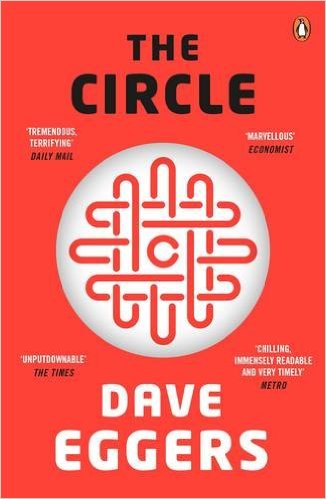 THE
CIRCLE
‘TREMENDOUS,
TERRIFYING’
DAILY MAIL
‘MARVELLOUS’
ECONOMIST
C
‘UNPUTDOWNABLE’
THE TIMES
‘CHILLING,
IMMENSELY READABLE
AND VERY TIMELY’
METRO
DAVE
EGGERS